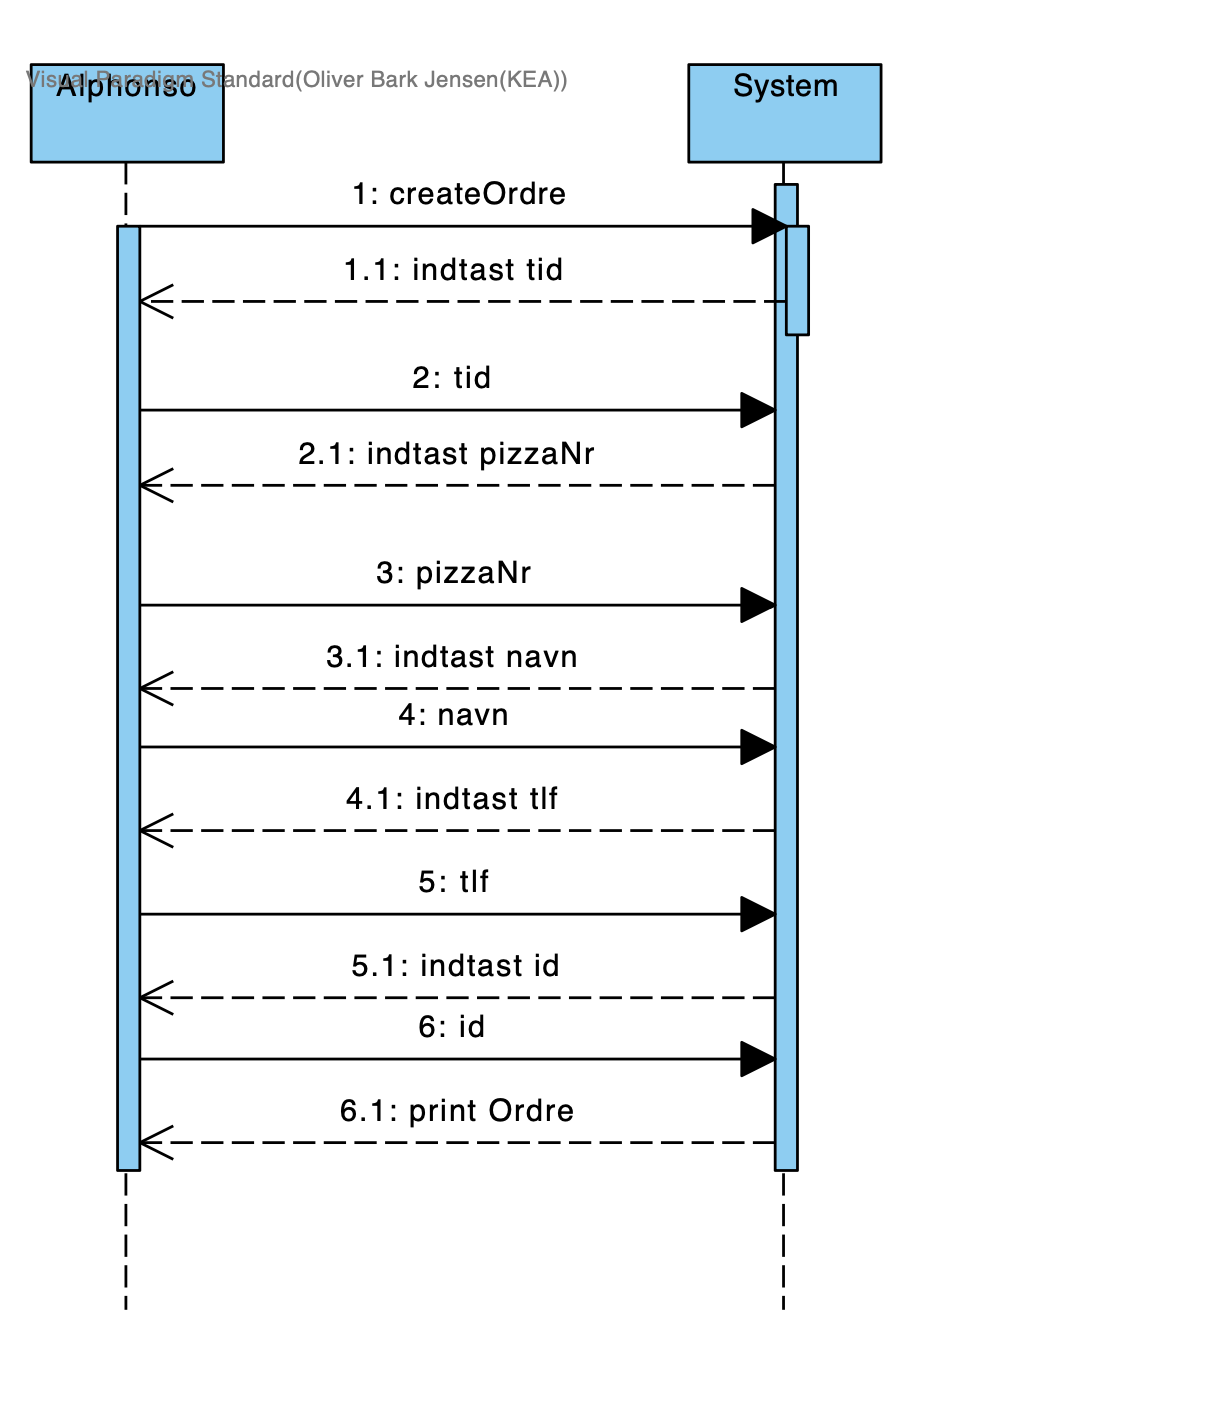 Visual Paradigm Standard(Oliver Bark Jensen(KEA))
Alphonso
System
1: createOrdre
1.1: indtast tid
2: tid
2.1: indtast pizzaNr
3: pizzaNr
3.1: indtast navn
4: navn
4.1: indtast tlf
5: tlf
5.1: indtast id
6: id
6.1: print Ordre